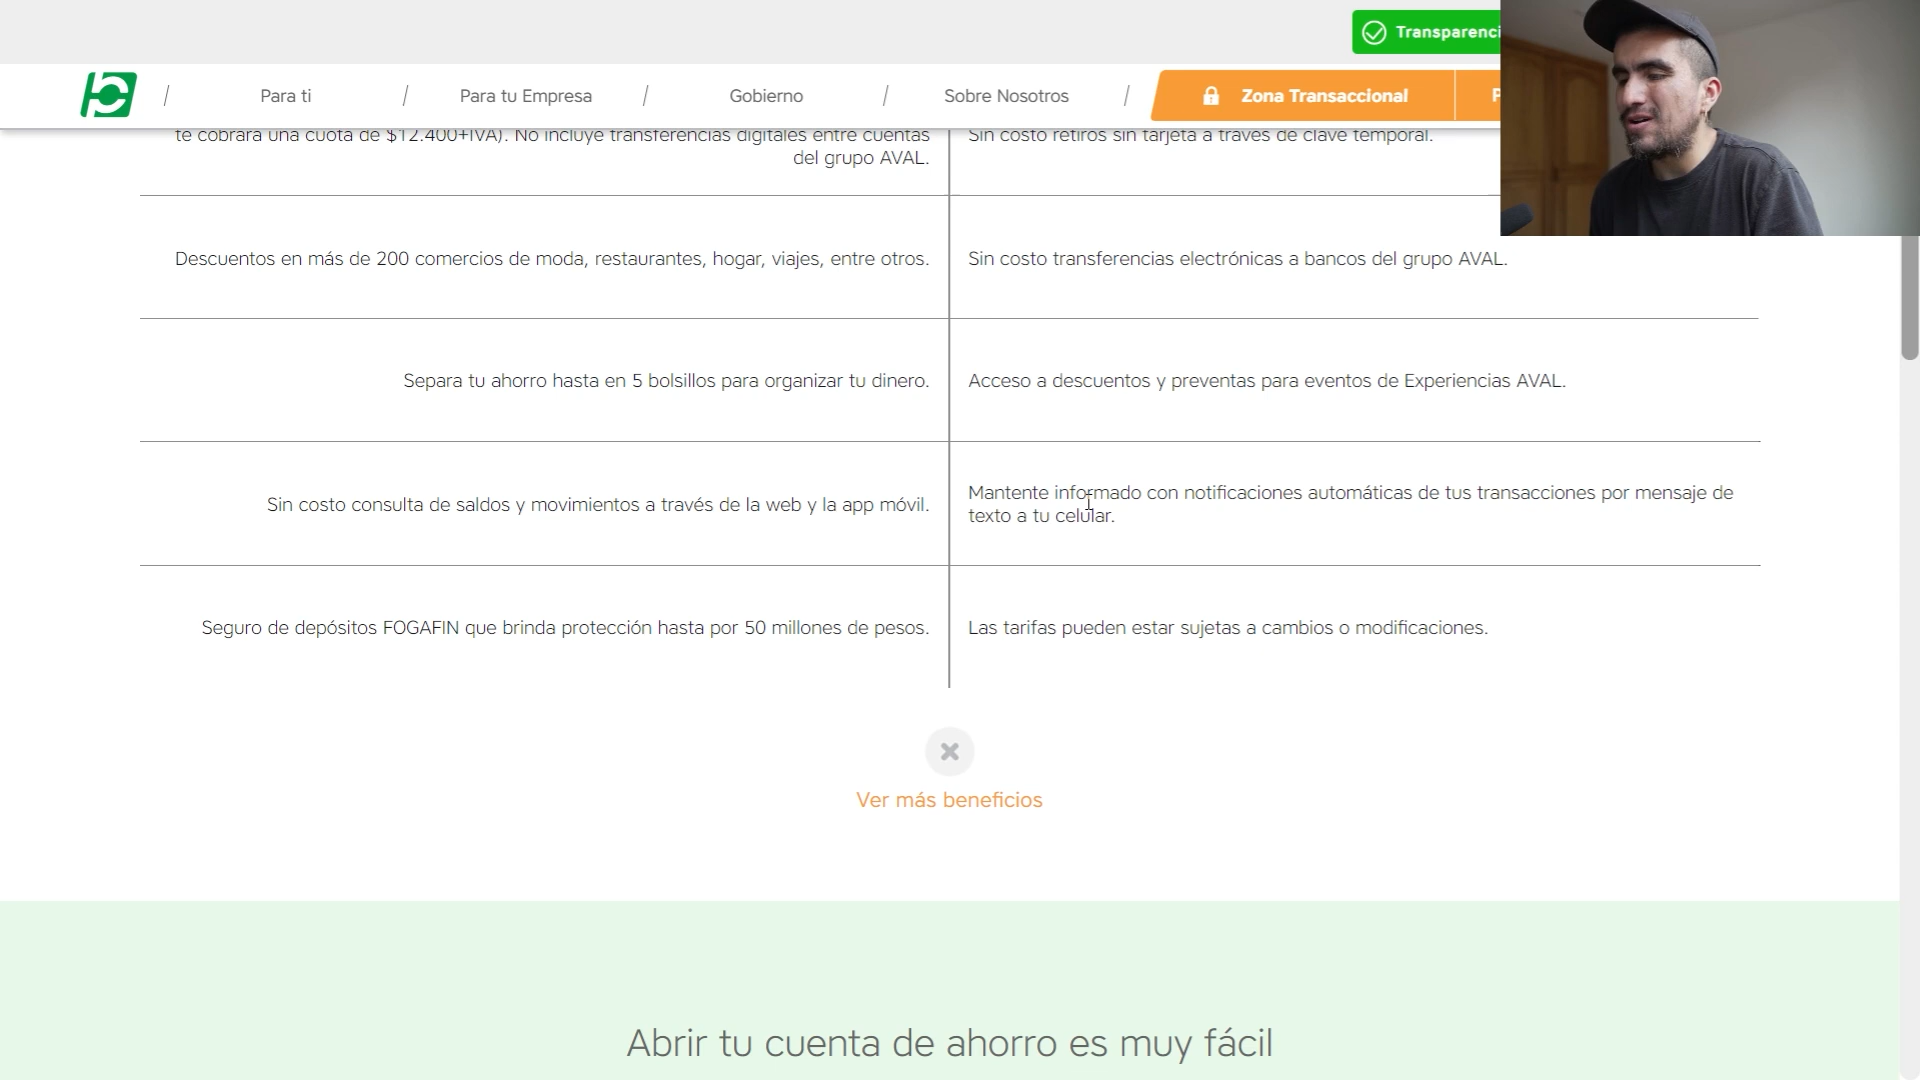 Transparenci
Para ti
Para tu Empresa
Gobierno
Sobre Nosotros
Zona Transaccional
P
te cobrará una cuota de $12.400+IVA). No incluye transferencias digitales entre cuentas
del grupo AVAL.
Sin costo retiros sin tarjeta a través de clave temporal.
Descuentos en más de 200 comercios de moda, restaurantes, hogar, viajes, entre otros.
Sin costo transferencias electrónicas a bancos del grupo AVAL.
Separa tu ahorro hasta en 5 bolsillos para organizar tu dinero.
Acceso a descuentos y preventas para eventos de Experiencias AVAL.
Sin costo consulta de saldos y movimientos a través de la web y la app móvil.
Mantente informado con notificaciones automáticas de tus transacciones por mensaje de
texto a tu celular.
Seguro de depósitos FOGAFIN que brinda protección hasta por 50 millones de pesos.
Las tarifas pueden estar sujetas a cambios o modificaciones.
Ver más beneficios
Abrir tu cuenta de ahorro es muy fácil